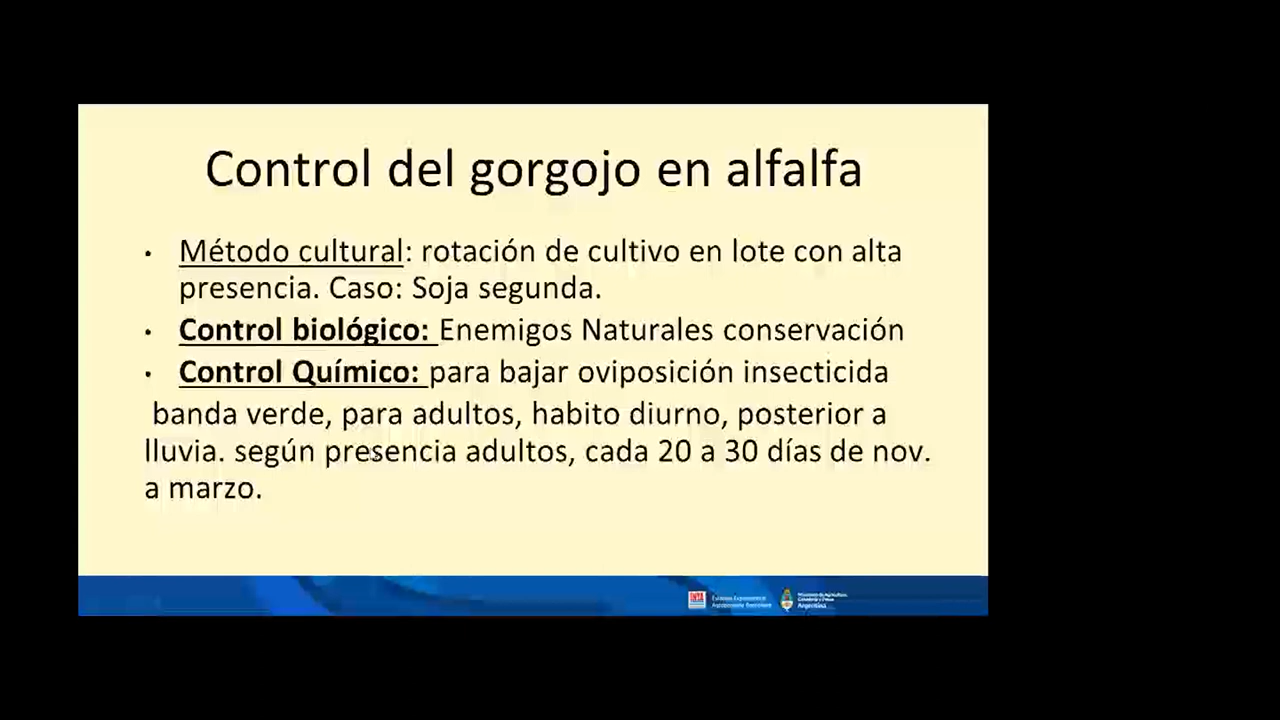 Control del gorgojo en alfalfa
• Método cultural: rotación de cultivo en lote con alta
presencia. Caso: Soja segunda.
• Control biológico: Enemigos Naturales conservación
• Control Químico: para bajar oviposición insecticida
banda verde, para adultos, habito diurno, posterior a
lluvia. según presencia adultos, cada 20 a 30 días de nov.
a marzo.
INTA
Argentina